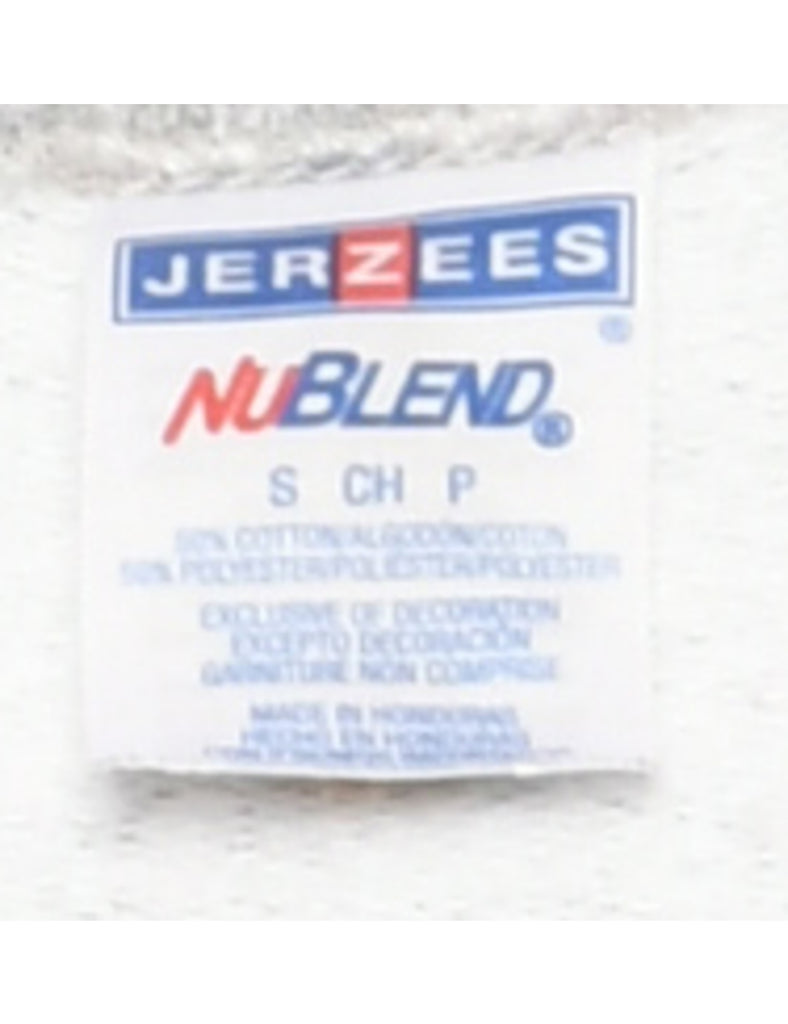 JERZEES
®
NUBLEND®
S CH P
50% COTTON/ALGODÓN/COTON
50% POLYESTER/POLIÉSTER/POLYESTER
EXCLUSIVE OF DECORATION
EXCEPTO DECORACIÓN
GARNITURE NON COMPRISE
MADE IN HONDURAS
HECHO EN HONDURAS